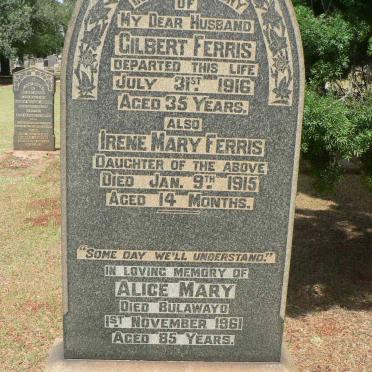 OF
MY DEAR HUSBAND
GILBERT FERRIS
DEPARTED THIS LIFE
JULY 31ST 1916
AGED 35 YEARS.
ALSO
IRENE MARY FERRIS
DAUGHTER OF THE ABOVE
DIED JAN. 9TH 1915
AGED 14 MONTHS.
"SOME DAY WE'LL UNDERSTAND."
IN LOVING MEMORY OF
ALICE MARY
DIED BULAWAYO
1ST NOVEMBER 1961
AGED 85 YEARS.